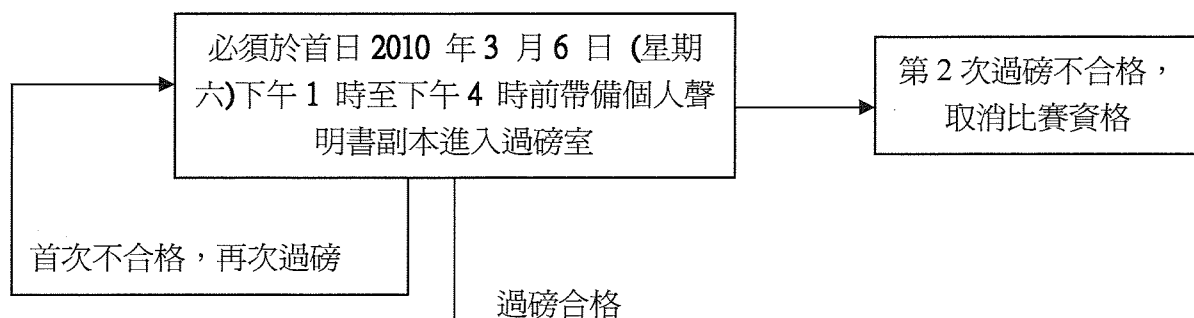 必須於首日 2010 年 3 月 6 日 (星期
六)下午 1 時至下午 4 時前帶備個人聲
明書副本進入過磅室
第 2 次過磅不合格，
取消比賽資格
首次不合格，再次過磅
過磅合格